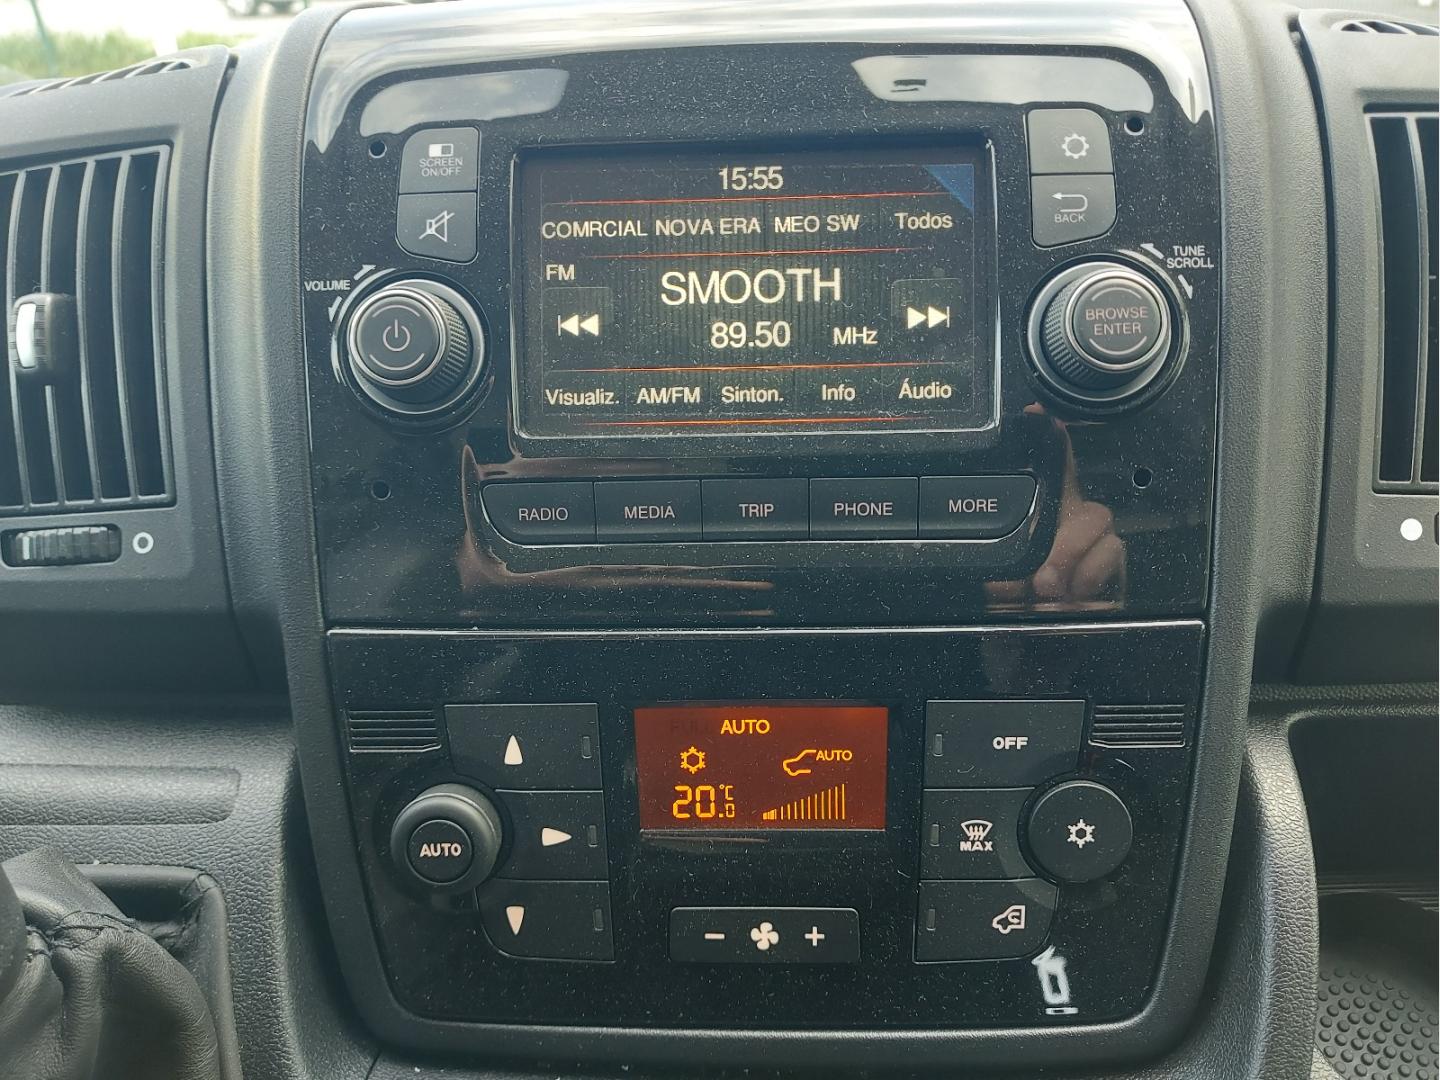 SCREEN
ON/OFF
15:55
COMRCIAL NOVA ERA MEO SW Todos
FM
SMOOTH
89.50 MHz
Visualiz. AM/FM Sinton. Info Áudio
BACK
VOLUME
TUNE
SCROLL
BROWSE
ENTER
RADIO MEDIA TRIP PHONE MORE
AUTO
AUTO
20.0 °C
OFF
AUTO
MAX
- +